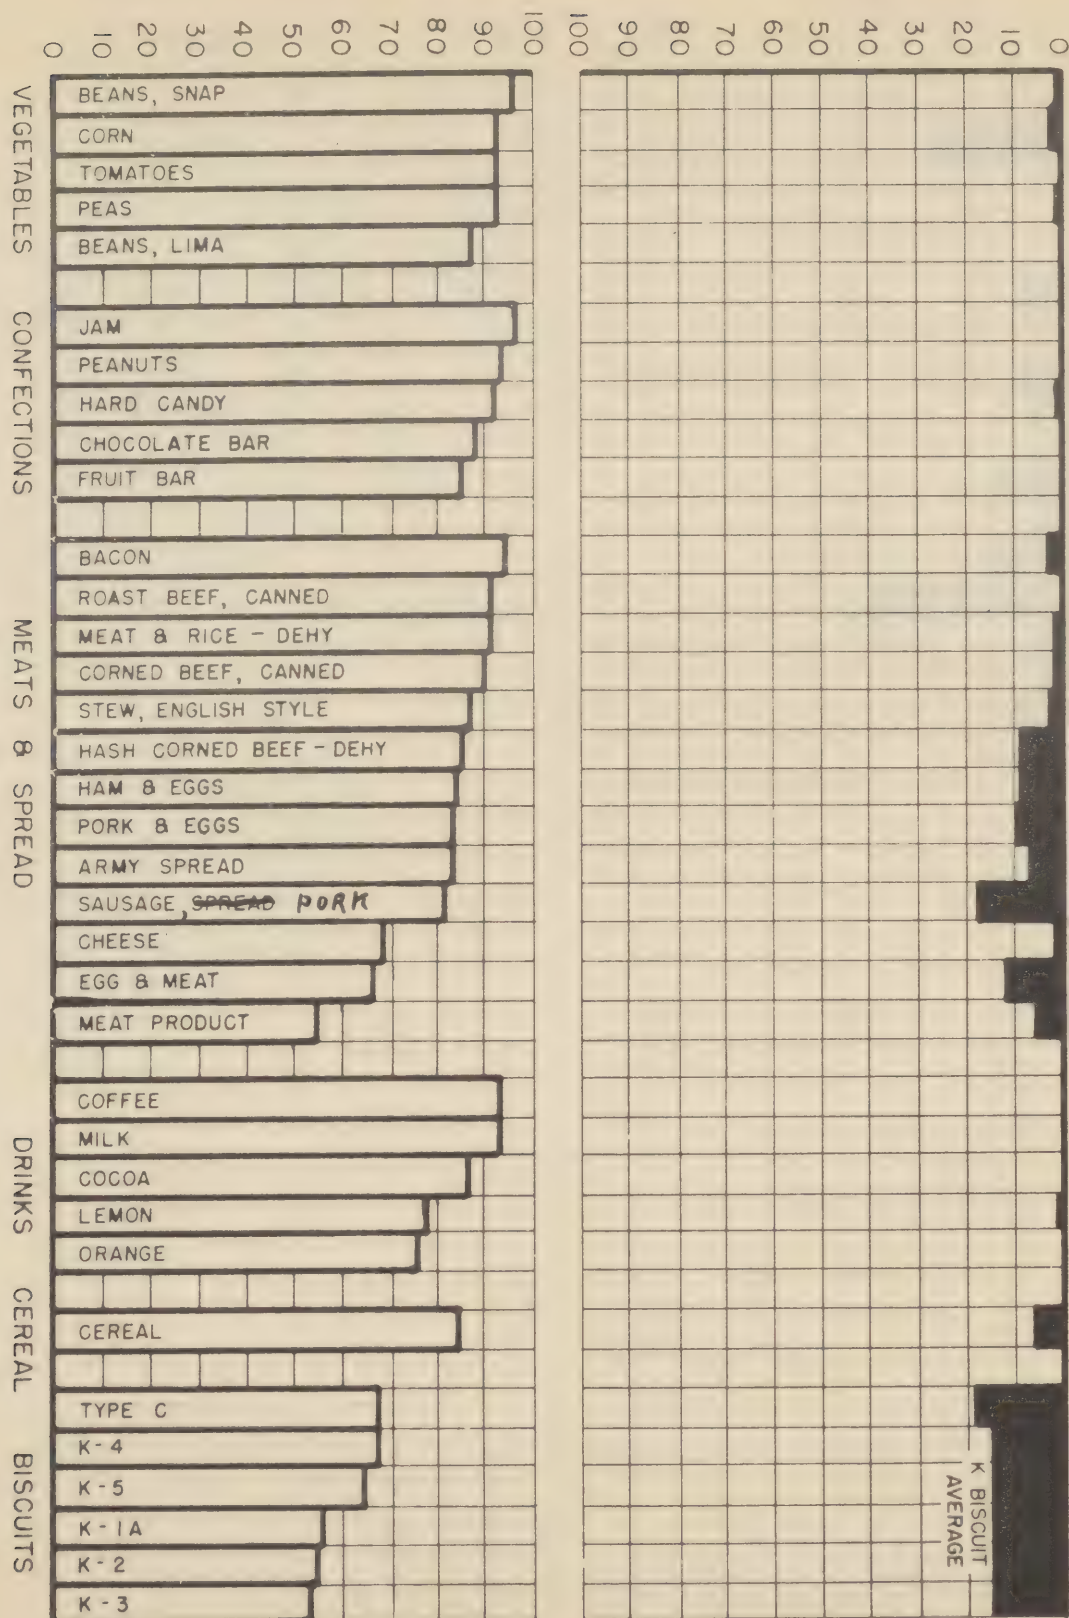 0 10 20 30 40 50 60 70 80 90 100
100 90 80 70 60 50 40 30 20 10 0
VEGETABLES
BEANS, SNAP
CORN
TOMATOES
PEAS
BEANS, LIMA
CONFECTIONS
JAM
PEANUTS
HARD CANDY
CHOCOLATE BAR
FRUIT BAR
MEATS & SPREAD
BACON
ROAST BEEF, CANNED
MEAT & RICE - DEHY
CORNED BEEF, CANNED
STEW, ENGLISH STYLE
HASH CORNED BEEF - DEHY
HAM & EGGS
PORK & EGGS
ARMY SPREAD
SAUSAGE, SPREAD PORK
CHEESE
EGG & MEAT
MEAT PRODUCT
DRINKS
COFFEE
MILK
COCOA
LEMON
ORANGE
CEREAL
CEREAL
BISCUITS
TYPE C
K-4
K-5
K-1A
K-2
K-3
K BISCUIT
AVERAGE